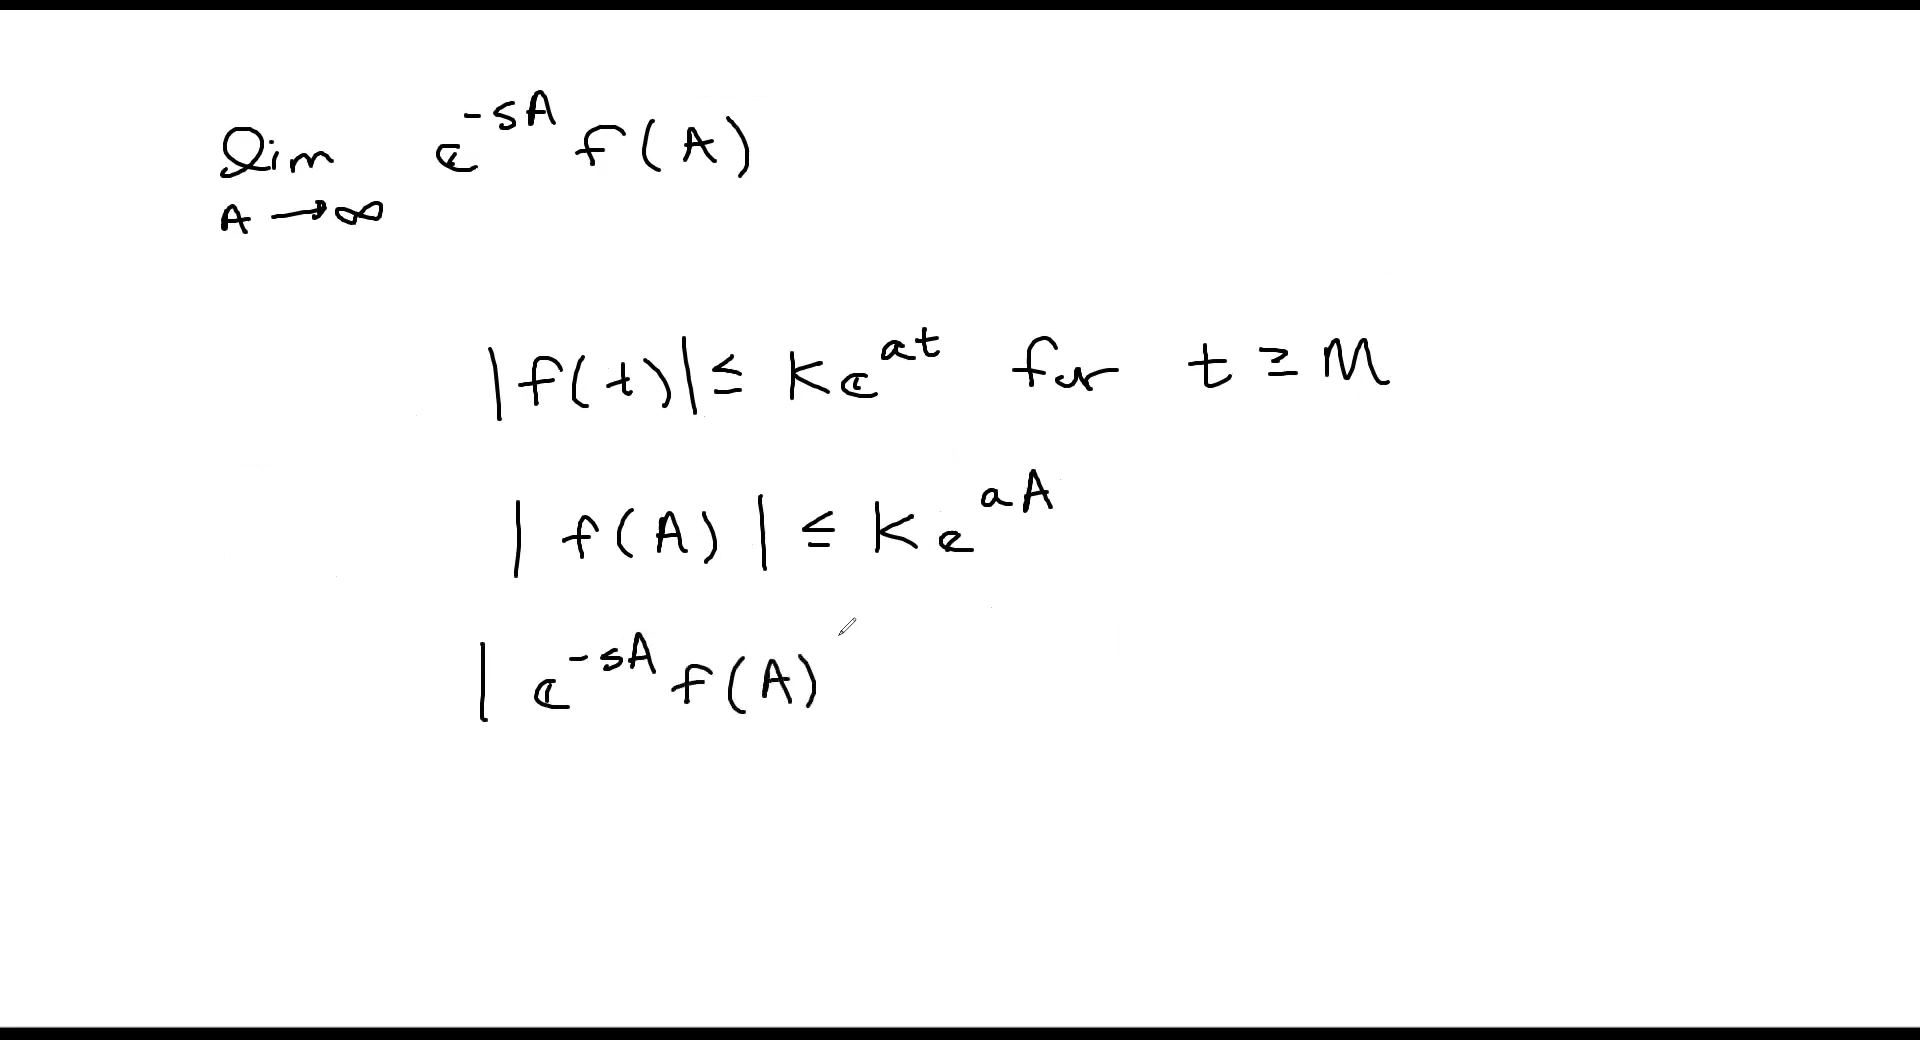 lim e^{-sA} f(A)
A → ∞
|f(t)| ≤ Ke^{at} for t ≥ M
|f(A)| ≤ Ke^{aA}
|e^{-sA} f(A)